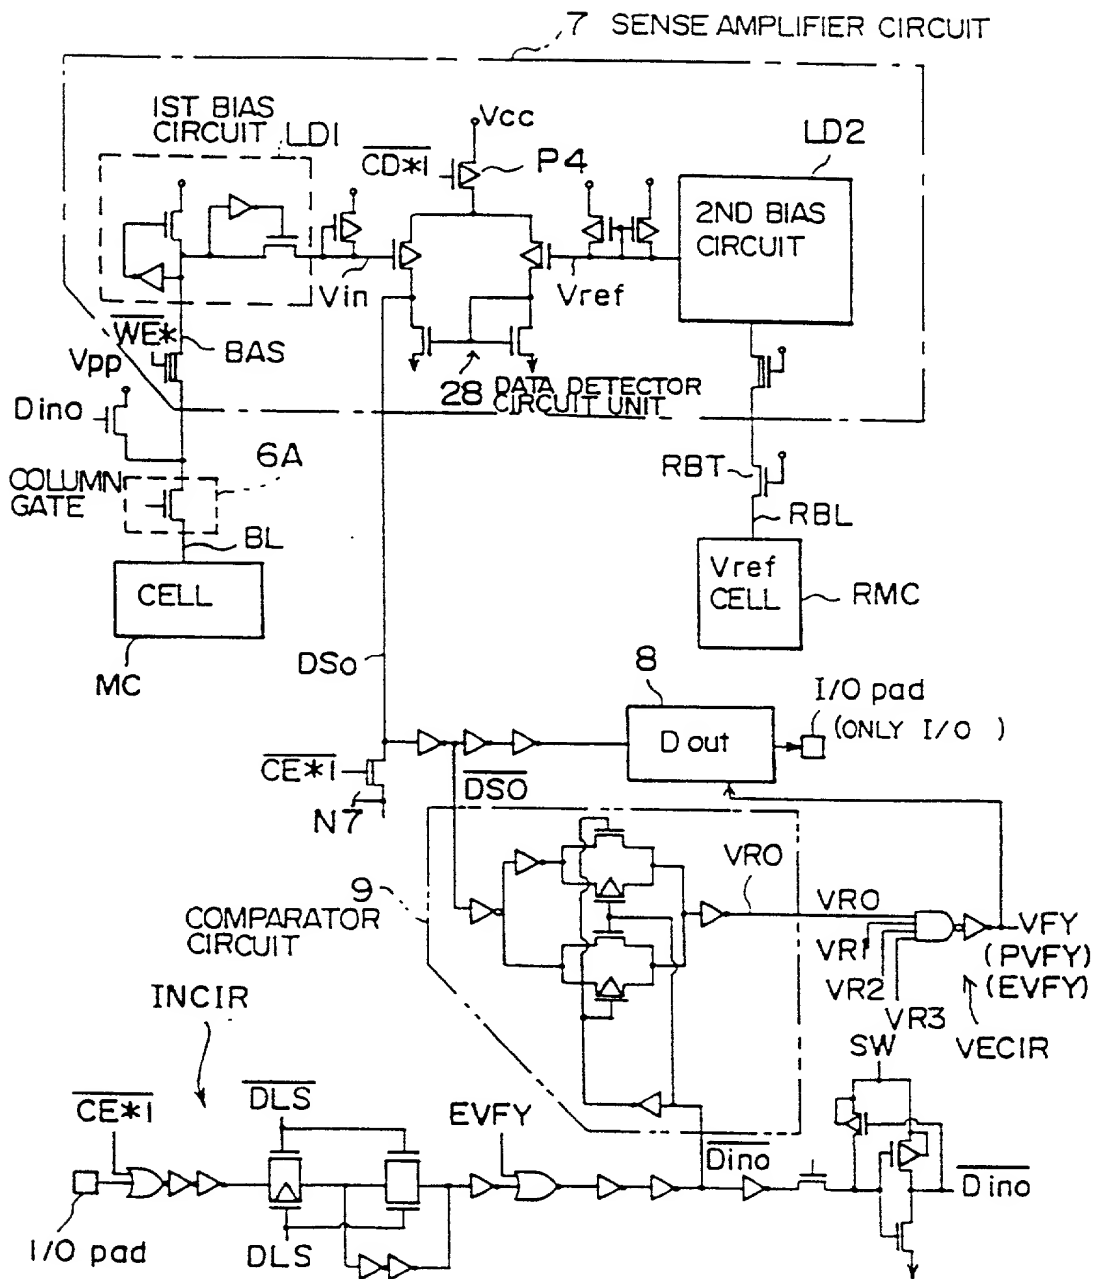 7 SENSE AMPLIFIER CIRCUIT
1ST BIAS
CIRCUIT
LD1
Vcc
CD*1
P4
LD2
2ND BIAS
CIRCUIT
Vin
Vref
WE*
BAS
Vpp
28 DATA DETECTOR
CIRCUIT UNIT
Dino
6A
COLUMN
GATE
RBT
BL
RBL
CELL
Vref
CELL
RMC
MC
DSo
8
I/O pad
(ONLY I/O )
Dout
CE*1
DSO
N7
9
COMPARATOR
CIRCUIT
VRO
VRO
VR1
VR2
VR3
VFY
(PVFY)
(EVFY)
VECIR
INCIR
SW
CE*1
DLS
EVFY
Dino
Dino
I/O pad
DLS